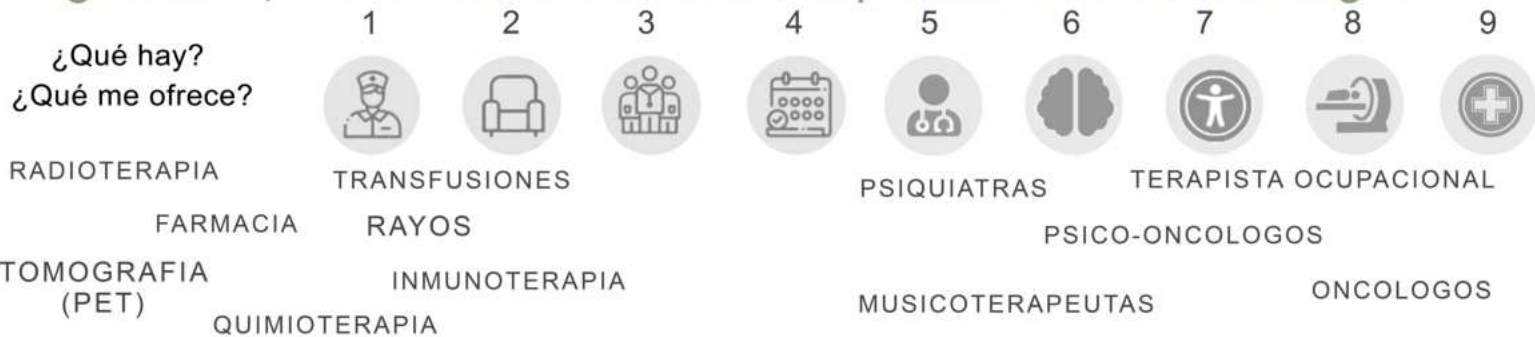 1 2 3 4 5 6 7 8 9
¿Qué hay?
¿Qué me ofrece?
RADIOTERAPIA
TRANSFUSIONES
PSIQUIATRAS
TERAPISTA OCUPACIONAL
FARMACIA
RAYOS
PSICO-ONCOLOGOS
TOMOGRAFIA
(PET)
INMUNOTERAPIA
MUSICOTERAPEUTAS
ONCOLOGOS
QUIMIOTERAPIA